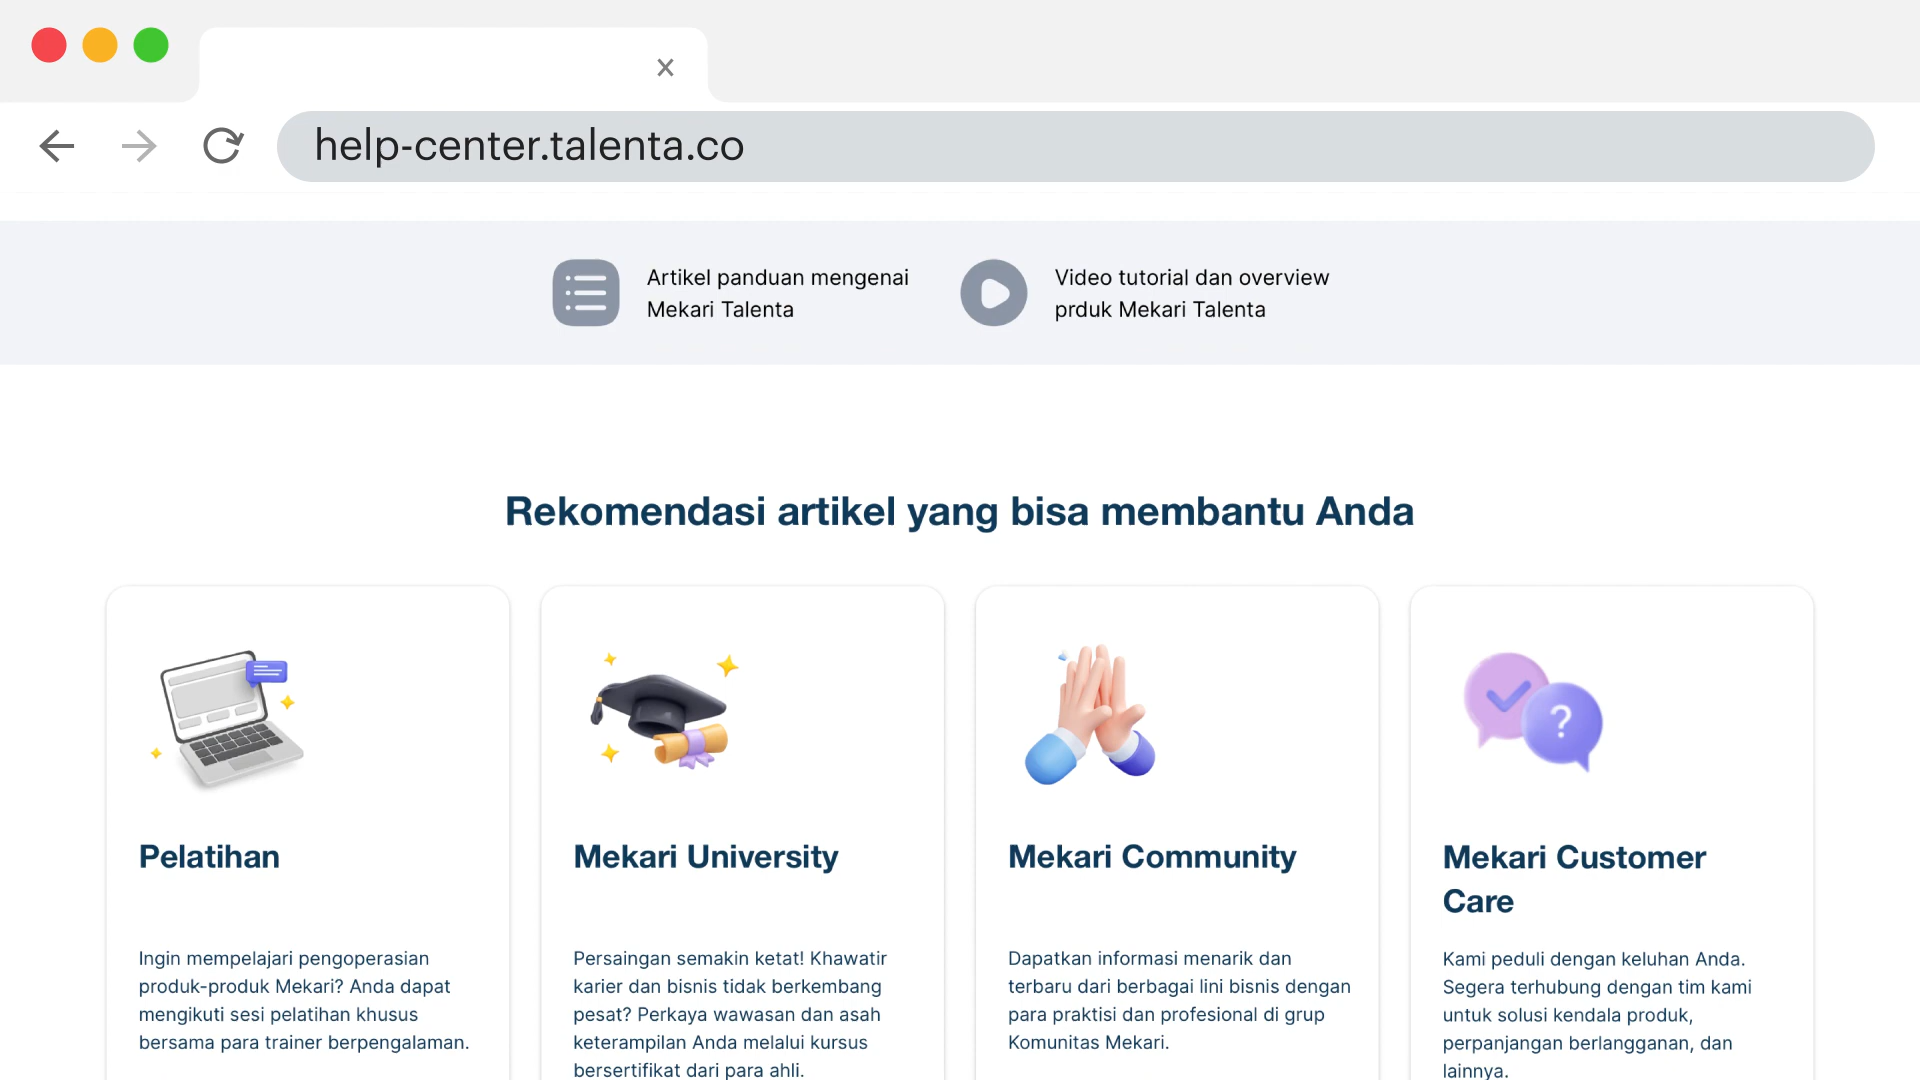 help-center.talenta.co
Artikel panduan mengenai
Mekari Talenta
Video tutorial dan overview
prduk Mekari Talenta
Rekomendasi artikel yang bisa membantu Anda
Pelatihan
Ingin mempelajari pengoperasian
produk-produk Mekari? Anda dapat
mengikuti sesi pelatihan khusus
bersama para trainer berpengalaman.
Mekari University
Persaingan semakin ketat! Khawatir
karier dan bisnis tidak berkembang
pesat? Perkaya wawasan dan asah
keterampilan Anda melalui kursus
bersertifikat dari para ahli.
Mekari Community
Dapatkan informasi menarik dan
terbaru dari berbagai lini bisnis dengan
para praktisi dan profesional di grup
Komunitas Mekari.
?
Mekari Customer
Care
Kami peduli dengan keluhan Anda.
Segera terhubung dengan tim kami
untuk solusi kendala produk,
perpanjangan berlangganan, dan
lainnya.